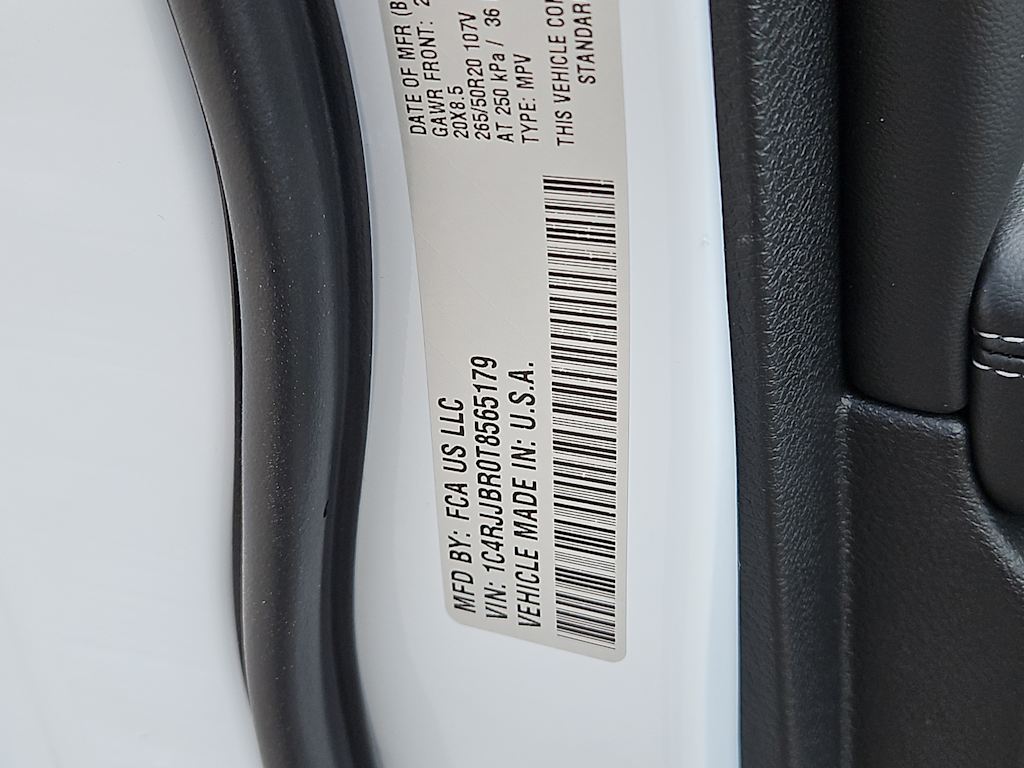 DATE OF MFR
GAWR FRONT:
20X8.5
265/50R20 107V
AT 250 kPa / 36
TYPE: MPV
THIS VEHICLE
STANDAR
MFD BY: FCA US LLC
VIN: 1C4RJJBR0T8565179
VEHICLE MADE IN: U.S.A.